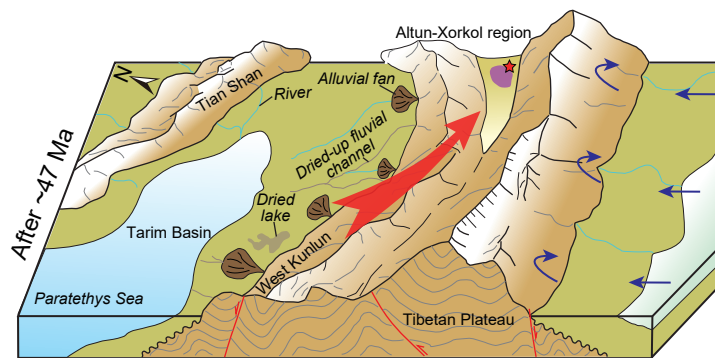 Altun-Xorkol region
N
Tian Shan
Alluvial fan
River
After ~47 Ma
Dried-up fluvial
channel
Dried
lake
Tarim Basin
West Kunlun
Paratethys Sea
Tibetan Plateau